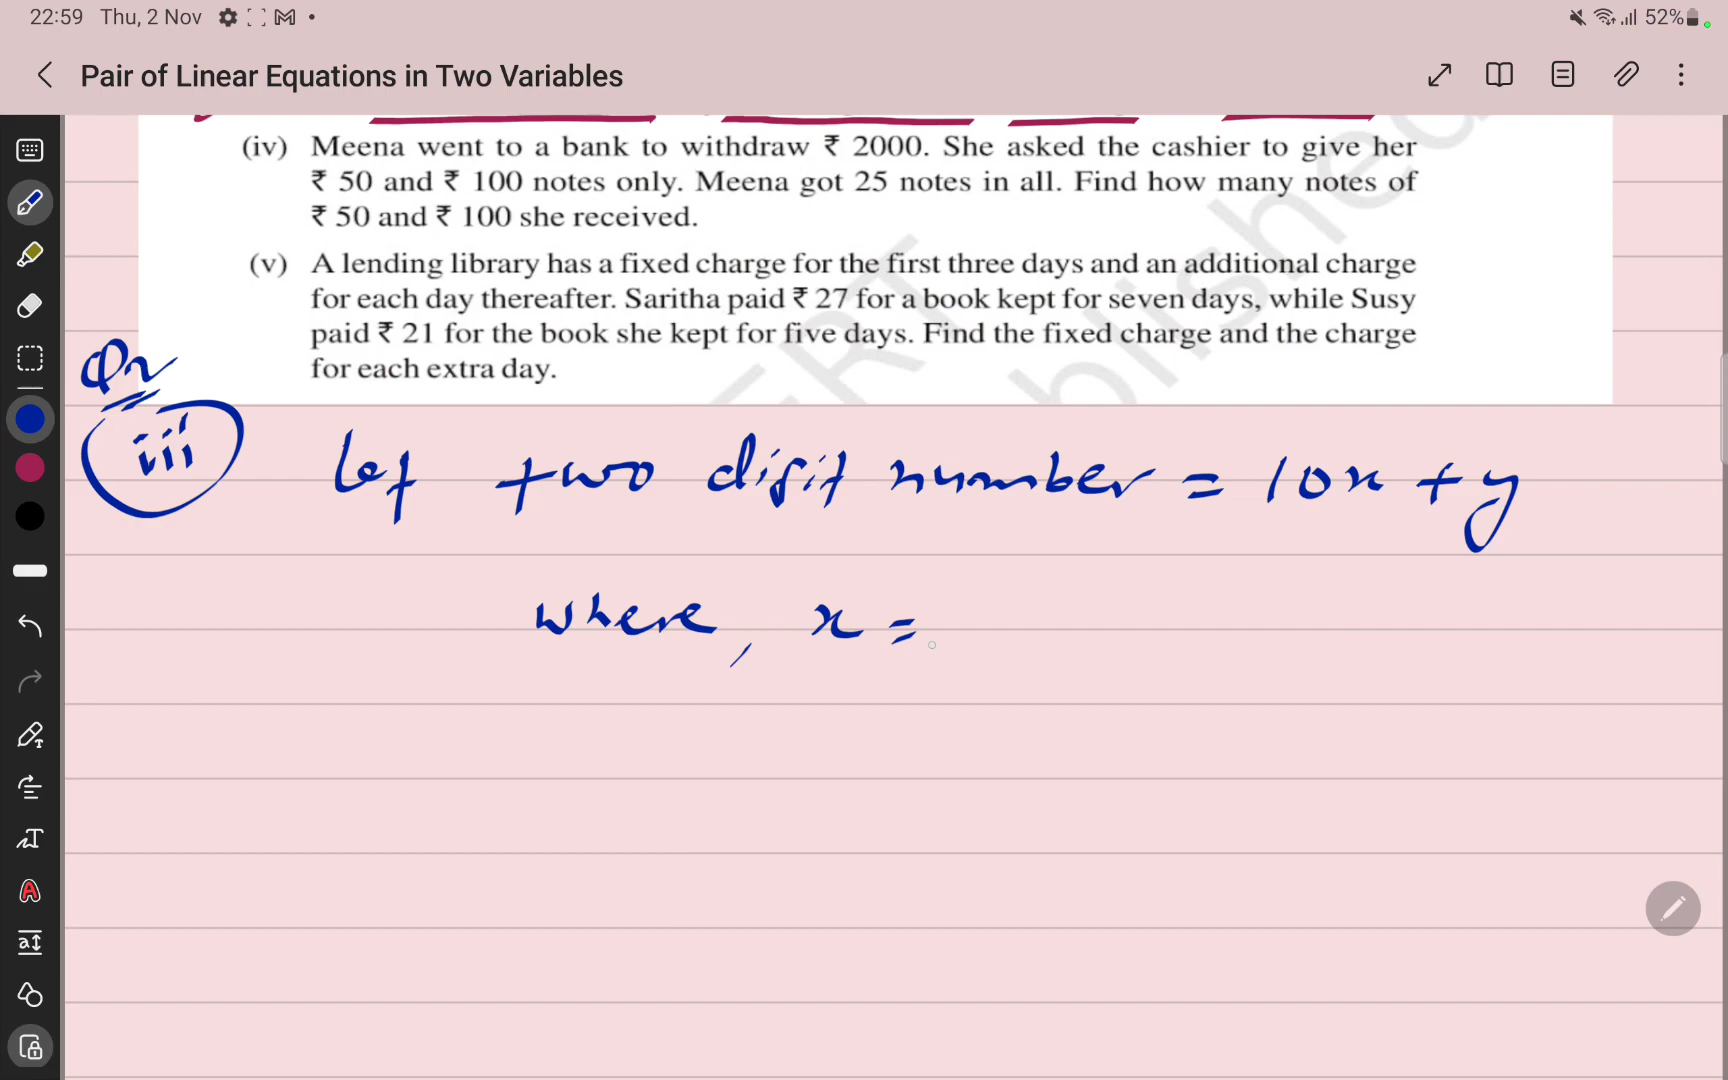 22:59 Thu, 2 Nov
52%
Pair of Linear Equations in Two Variables
(iv) Meena went to a bank to withdraw ₹ 2000. She asked the cashier to give her
₹ 50 and ₹ 100 notes only. Meena got 25 notes in all. Find how many notes of
₹ 50 and ₹ 100 she received.
(v) A lending library has a fixed charge for the first three days and an additional charge
for each day thereafter. Saritha paid ₹ 27 for a book kept for seven days, while Susy
paid ₹ 21 for the book she kept for five days. Find the fixed charge and the charge
for each extra day.
iii let two digit number = 10x + y
where, x =